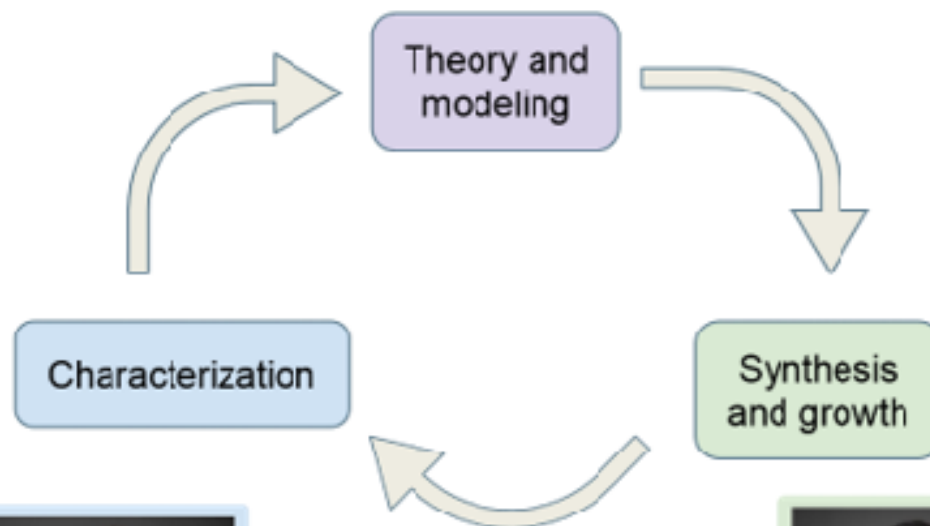 Theory and
modeling
Characterization
Synthesis
and growth